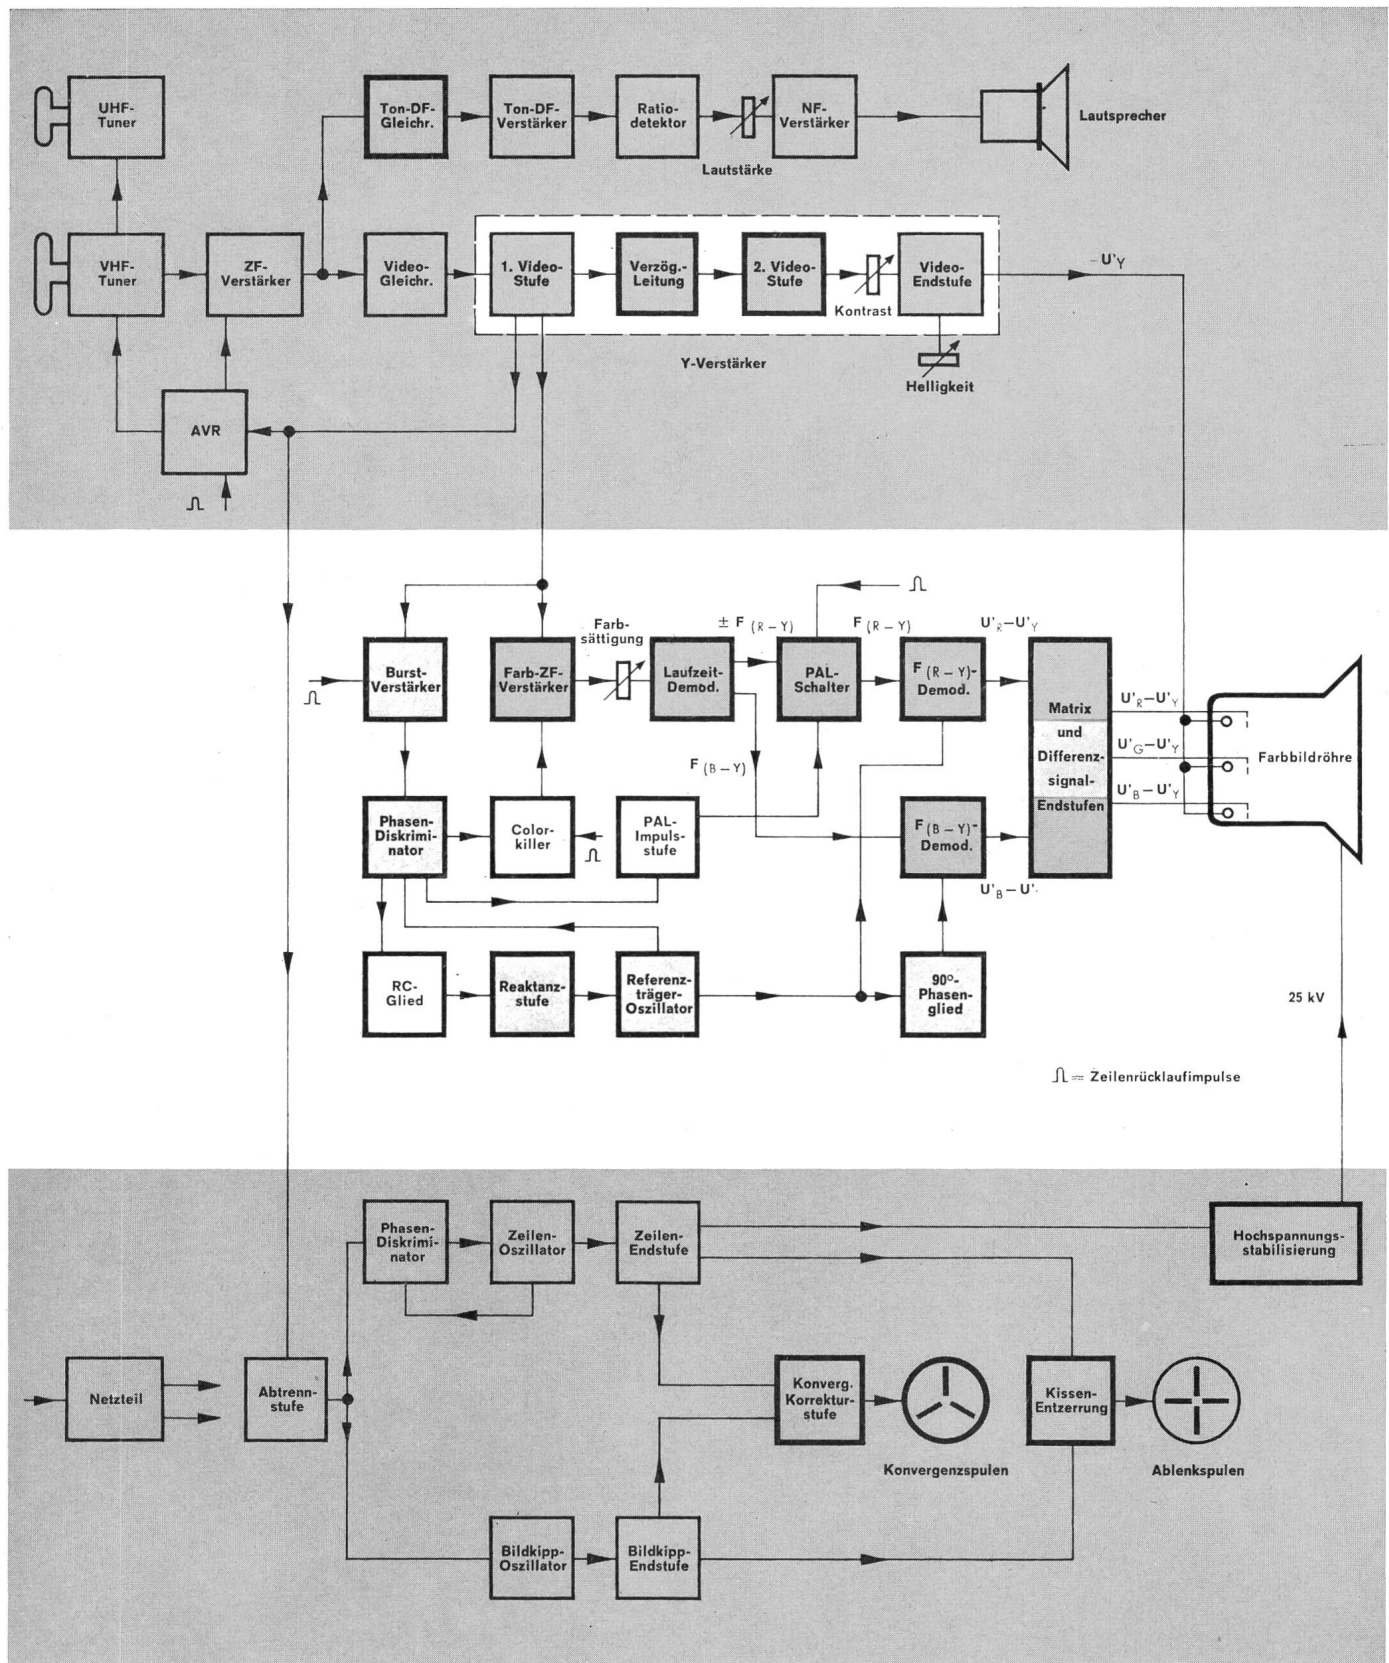 UHF-
Tuner
Ton-DF-
Gleichr.
Ton-DF-
Verstärker
Ratio-
detektor
Lautstärke
NF-
Verstärker
Lautsprecher
VHF-
Tuner
ZF-
Verstärker
Video-
Gleichr.
1. Video-
Stufe
Verzög.-
Leitung
2. Video-
Stufe
Kontrast
Video-
Endstufe
-U'Y
Y-Verstärker
Helligkeit
AVR
Burst-
Verstärker
Farb-ZF-
Verstärker
Farb-
sättigung
Laufzeit-
Demod.
± F (R – Y)
PAL-
Schalter
F (R – Y)
F (R – Y)-
Demod.
U'R–U'Y
Matrix
und
Differenz-
signal-
Endstufen
U'R–U'Y
U'G–U'Y
U'B–U'Y
Farbbildröhre
F (B – Y)
Phasen-
Diskrimi-
nator
Color-
killer
PAL-
Impuls-
stufe
F (B – Y)-
Demod.
U'B–U'
RC-
Glied
Reaktanz-
stufe
Referenz-
träger-
Oszillator
90°-
Phasen-
glied
25 kV
= Zeilenrücklaufimpulse
Phasen-
Diskrimi-
nator
Zeilen-
Oszillator
Zeilen-
Endstufe
Hochspannungs-
stabilisierung
Netzteil
Abtrenn-
stufe
Konverg.
Korrektur-
stufe
Konvergenzspulen
Kissen-
Entzerrung
Ablenkspulen
Bildkipp-
Oszillator
Bildkipp-
Endstufe